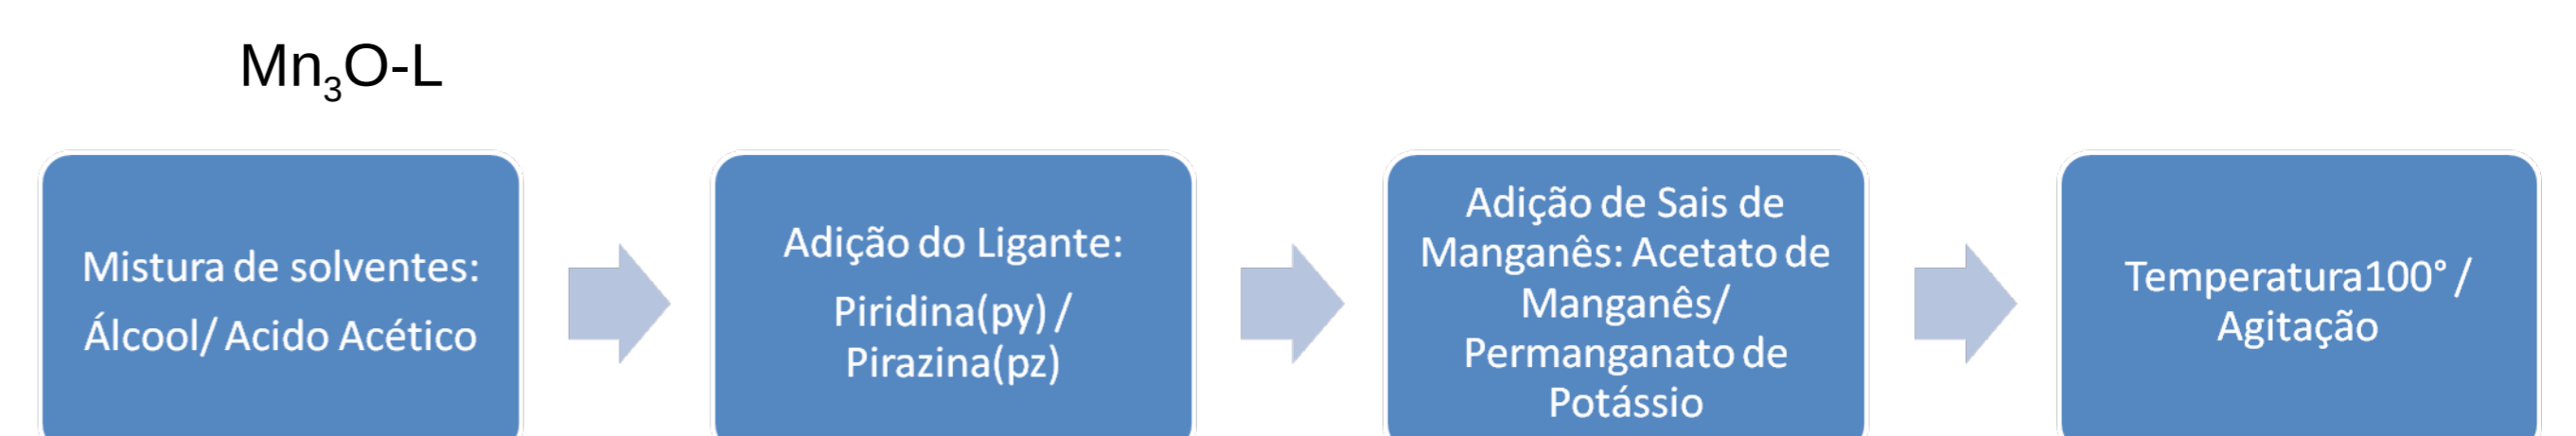 Mn₃O-L
Mistura de solventes:
Álcool/ Acido Acético
Adição do Ligante:
Piridina(py) /
Pirazina(pz)
Adição de Sais de
Manganês: Acetato de
Manganês/
Permanganato de
Potássio
Temperatura100° /
Agitação